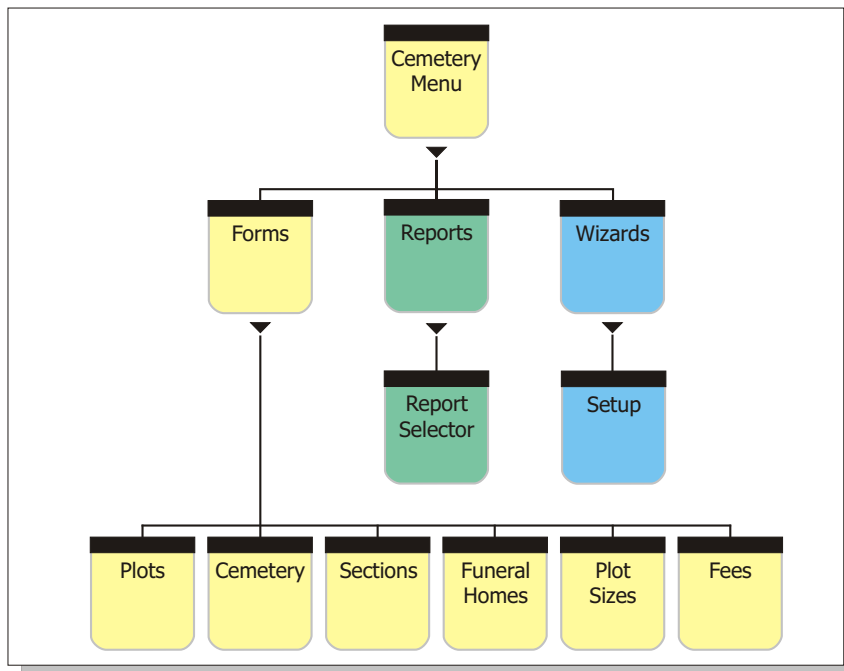 Cemetery
Menu
Forms
Reports
Wizards
Report
Selector
Setup
Plots
Cemetery
Sections
Funeral
Homes
Plot
Sizes
Fees